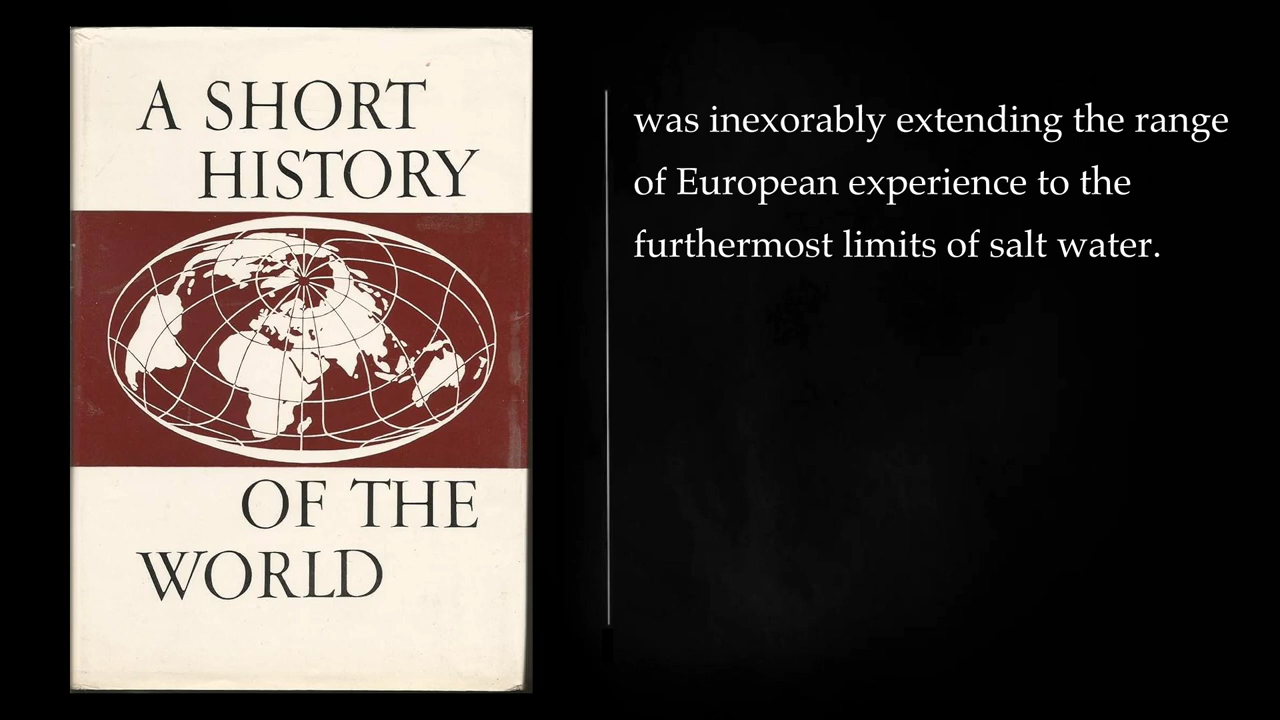 A SHORT
HISTORY
OF THE
WORLD
was inexorably extending the range
of European experience to the
furthermost limits of salt water.